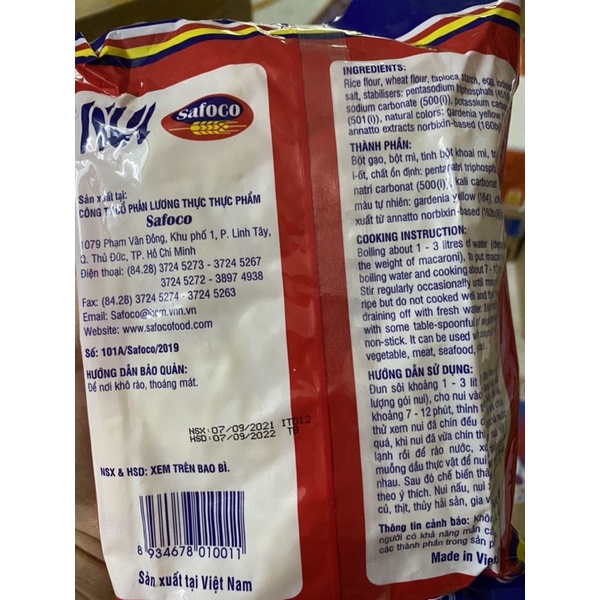 Safoco
Sản xuất tại:
CÔNG TY CỔ PHẦN LƯƠNG THỰC THỰC PHẨM
Safoco
1079 Phạm Văn Đồng, Khu phố 1, P. Linh Tây,
Q. Thủ Đức, TP. Hồ Chí Minh
Điện thoại: (84.28) 3724 5273 - 3724 5267
3724 5272 - 3897 4938
Fax: (84.28) 3724 5274 - 3724 5263
Email: Safoco@hcm.vnn.vn
Website: www.safocofood.com
Số: 101A/Safoco/2019
HƯỚNG DẪN BẢO QUẢN:
Để nơi khô ráo, thoáng mát.
NSX:07/09/2021 IT012
HSD:07/09/2022 TS
NSX & HSD: XEM TRÊN BAO BÌ.
8 934678 010011
Sản xuất tại Việt Nam
INGREDIENTS:
Rice flour, wheat flour, tapioca starch, egg,
salt, stabilisers: pentasodium triphosphate
sodium carbonate (500(i)), potassium
(501(i)), natural colors: gardenia yellow
annatto extracts norbixin-based (160b
THÀNH PHẦN:
Bột gạo, bột mì, tinh bột khoai mì,
i-ốt, chất ổn định: pentanatri triphosph
natri carbonat (500(i)), kali carbonat
màu tự nhiên: gardenia yellow (164),
xuất từ annatto norbixin-based (160b
COOKING INSTRUCTION:
Boiling about 1 - 3 litres of water
the weight of macaroni), to put macaroni
boiling water and cooking about 7 -
Stir regularly occasionally until
ripe but do not cooked well and
draining off with fresh water.
with some table-spoonful of
non-stick. It can be used
vegetable, meat, seafood,
HƯỚNG DẪN SỬ DỤNG:
Đun sôi khoảng 1 - 3 lít
lượng gói nui), cho nui vào
khoảng 7 - 12 phút, thỉnh
thử xem nui đã chín đều
quá, khi nui đã vừa chín
lạnh rồi để ráo nước,
muỗng dầu thực vật để nui
nhau. Sau đó chế biến
theo ý thích. Nui nấu, nui
củ, thịt, thủy hải sản, gia
Thông tin cảnh báo:
người có khả năng mẫn
các thành phần trong sản
Made in